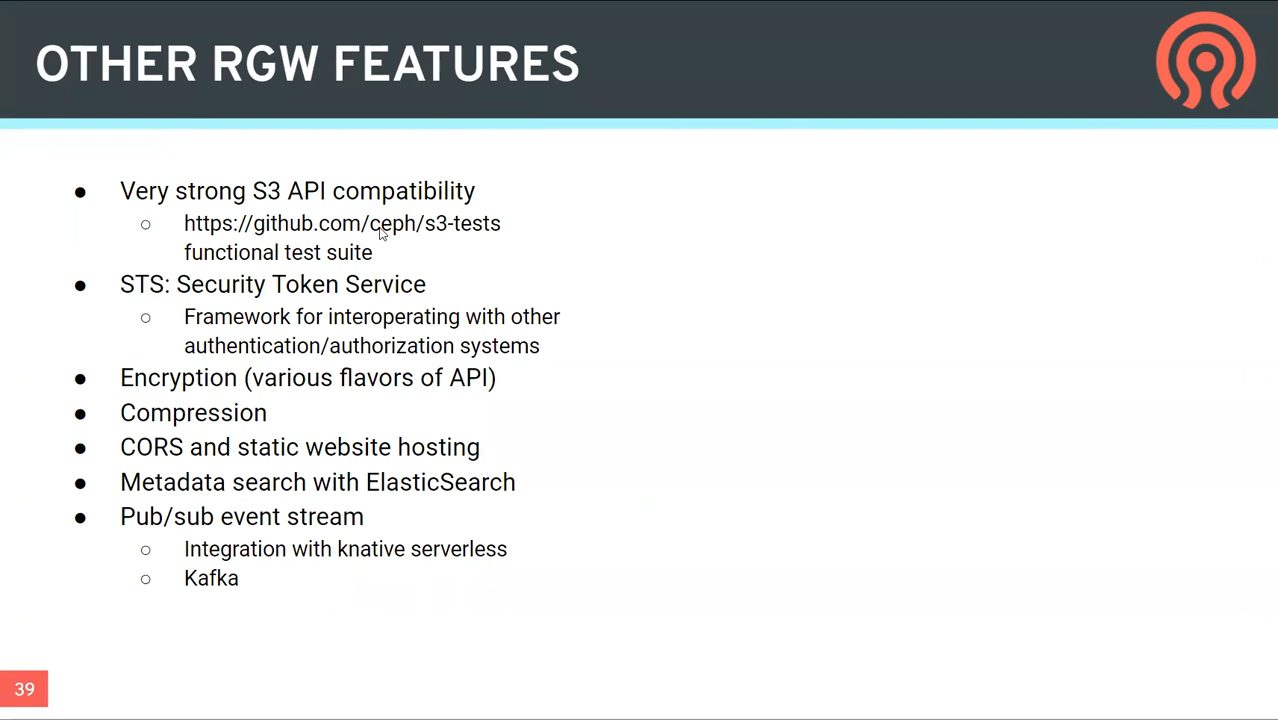 OTHER RGW FEATURES
● Very strong S3 API compatibility
○ https://github.com/ceph/s3-tests
functional test suite
● STS: Security Token Service
○ Framework for interoperating with other
authentication/authorization systems
● Encryption (various flavors of API)
● Compression
● CORS and static website hosting
● Metadata search with ElasticSearch
● Pub/sub event stream
○ Integration with knative serverless
○ Kafka
39